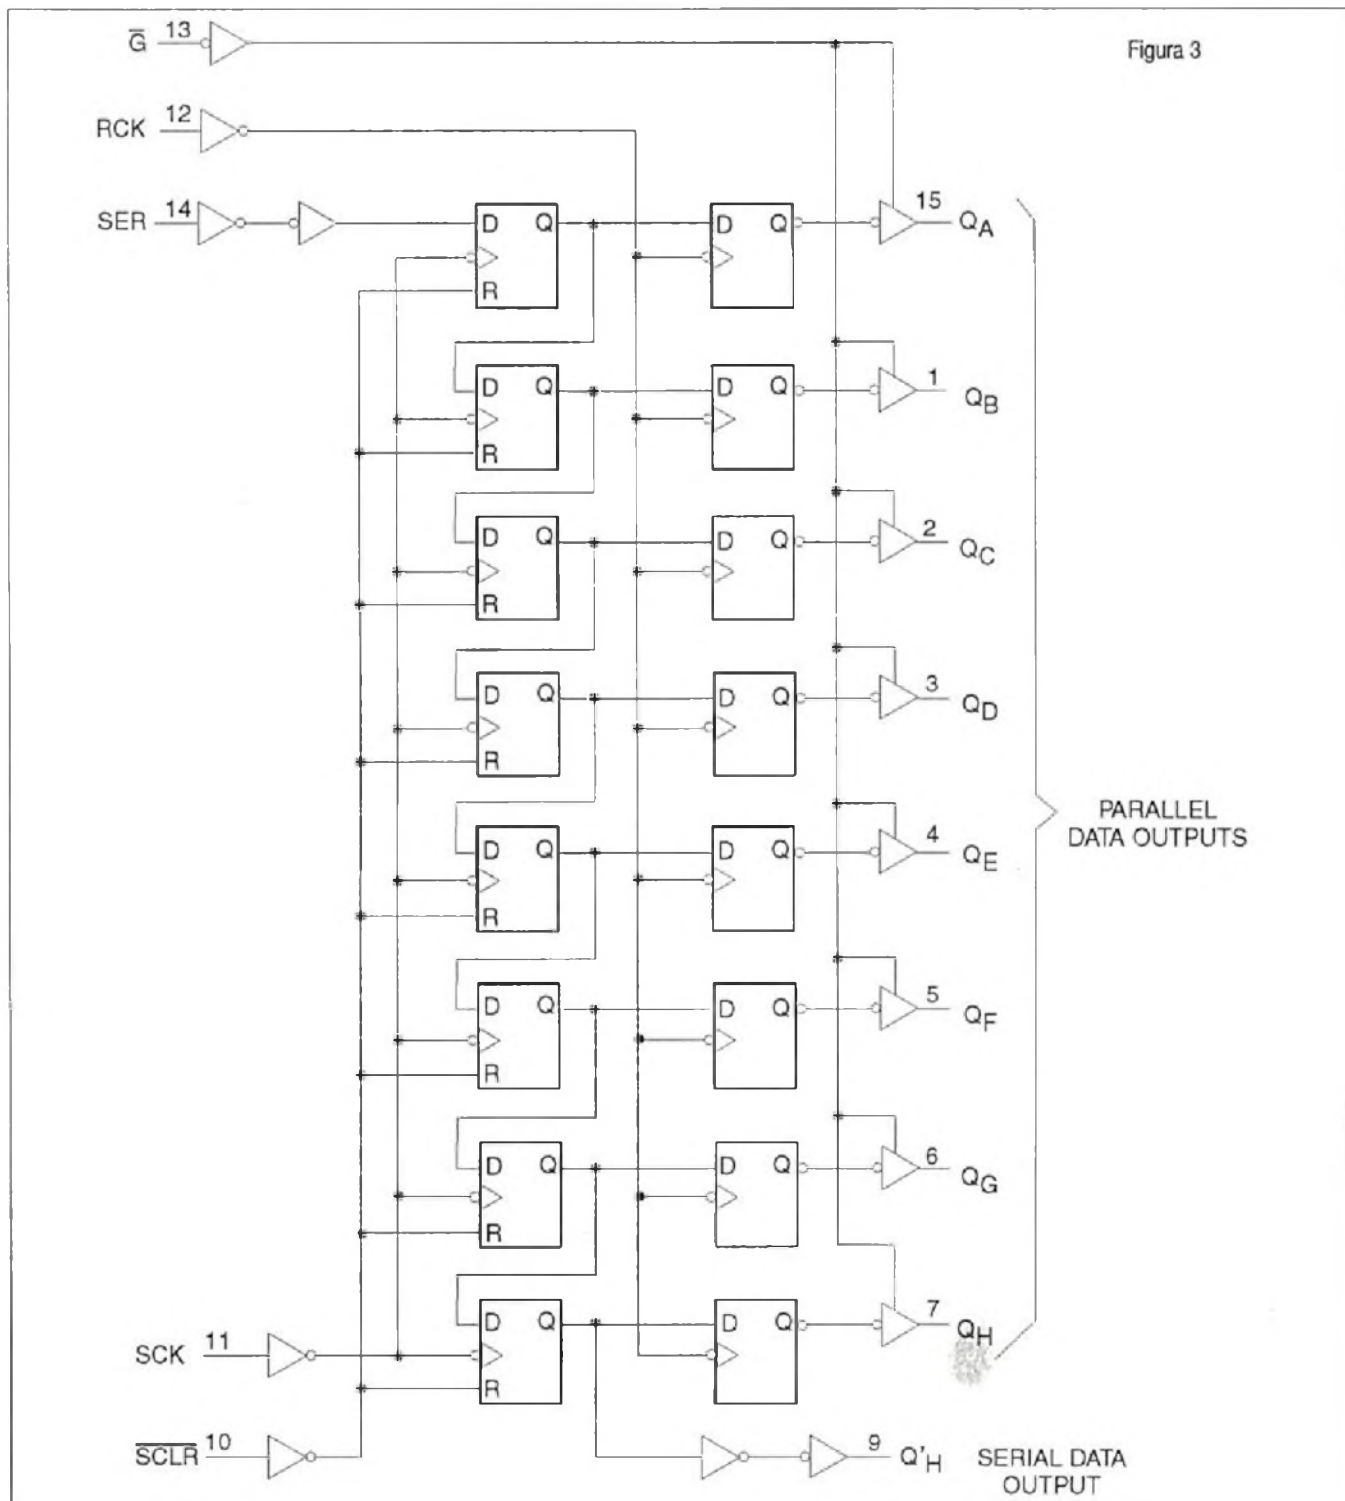 G̅ 13
Figura 3
RCK 12
SER 14
D Q
R
D Q
15 QA
D Q
R
D Q
1 QB
D Q
R
D Q
2 QC
D Q
R
D Q
3 QD
PARALLEL
DATA OUTPUTS
D Q
R
D Q
4 QE
D Q
R
D Q
5 QF
D Q
R
D Q
6 QG
D Q
R
D Q
7 QH
SCK 11
S̅C̅L̅R̅ 10
9 Q'H
SERIAL DATA
OUTPUT